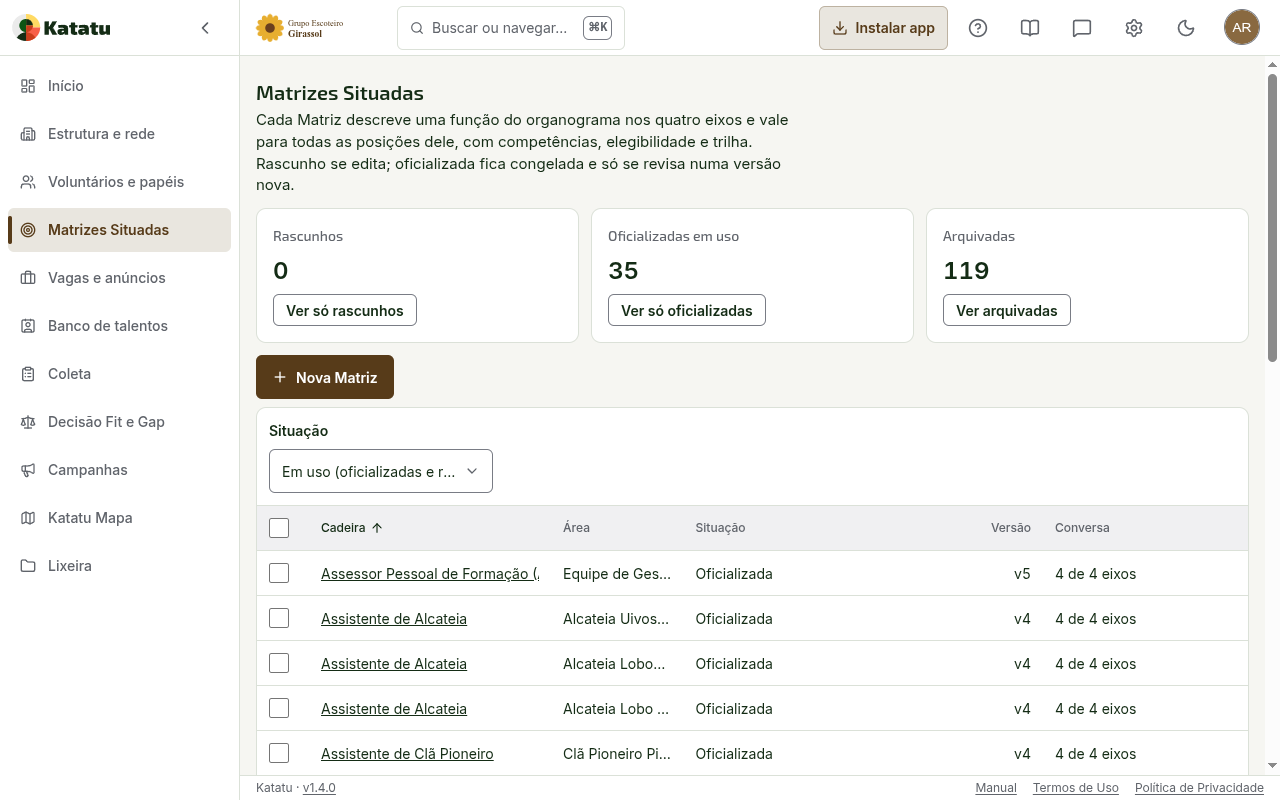 Katatu
Grupo Escoteiro
Girassol
Buscar ou navegar...
⌘K
Instalar app
AR
Início
Estrutura e rede
Voluntários e papéis
Matrizes Situadas
Vagas e anúncios
Banco de talentos
Coleta
Decisão Fit e Gap
Campanhas
Katatu Mapa
Lixeira
Matrizes Situadas
Cada Matriz descreve uma função do organograma nos quatro eixos e vale
para todas as posições dele, com competências, elegibilidade e trilha.
Rascunho se edita; oficializada fica congelada e só se revisa numa versão
nova.
Rascunhos
0
Ver só rascunhos
Oficializadas em uso
35
Ver só oficializadas
Arquivadas
119
Ver arquivadas
Nova Matriz
Situação
Em uso (oficializadas e r...
Cadeira Área Situação Versão Conversa
Assessor Pessoal de Formação ( Equipe de Ges... Oficializada v5 4 de 4 eixos
Assistente de Alcateia Alcateia Uivos... Oficializada v4 4 de 4 eixos
Assistente de Alcateia Alcateia Lobo... Oficializada v4 4 de 4 eixos
Assistente de Alcateia Alcateia Lobo ... Oficializada v4 4 de 4 eixos
Assistente de Clã Pioneiro Clã Pioneiro Pi... Oficializada v4 4 de 4 eixos
Katatu · v1.4.0
Manual Termos de Uso Política de Privacidade